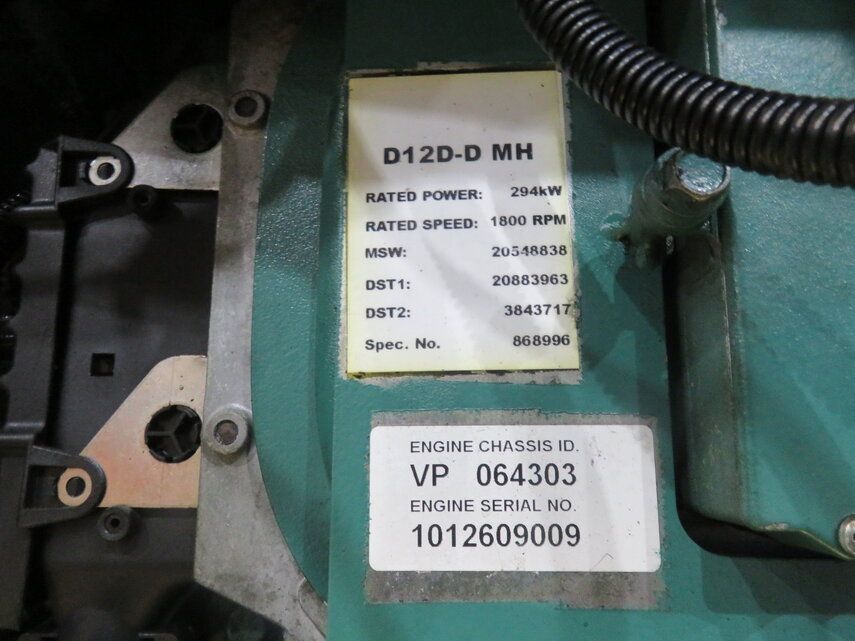 D12D-D MH
RATED POWER: 294kW
RATED SPEED: 1800 RPM
MSW: 20548838
DST1: 20883963
DST2: 3843717
Spec. No. 868996
ENGINE CHASSIS ID.
VP 064303
ENGINE SERIAL NO.
1012609009